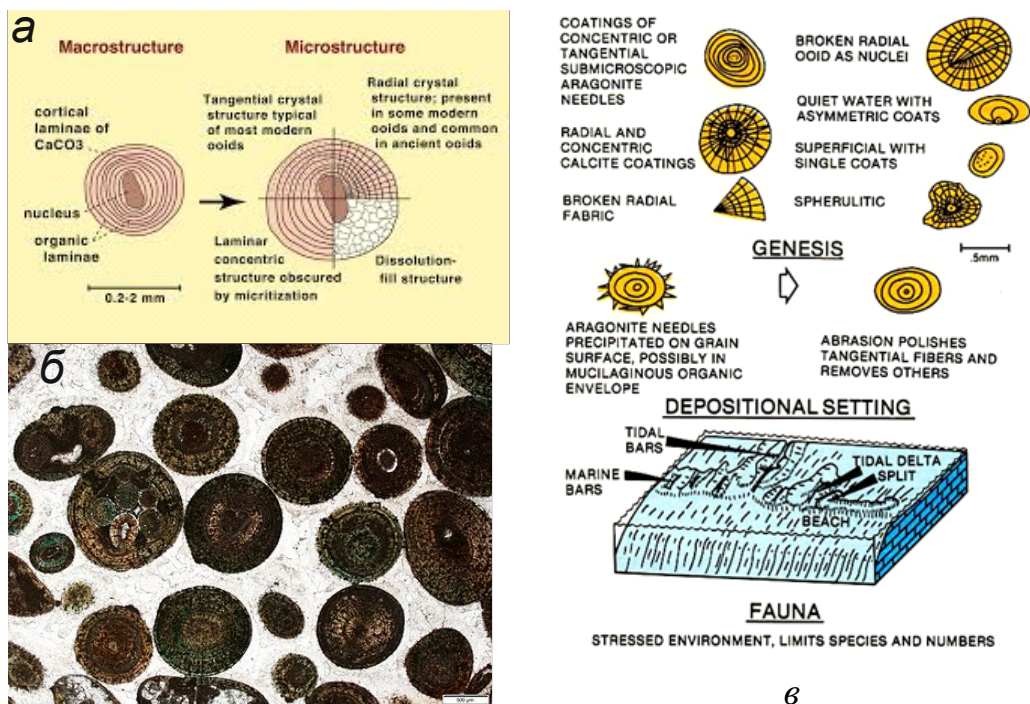 а
Macrostructure
Microstructure
cortical
laminae of
CaCO3
nucleus
organic
laminae
0.2-2 mm
Tangential crystal
structure typical
of most modern
ooids
Radial crystal
structure; present
in some modern
ooids and common
in ancient ooids
Laminar
concentric
structure obscured
by micritization
Dissolution-
fill structure
б
500 µm
COATINGS OF
CONCENTRIC OR
TANGENTIAL
SUBMICROSCOPIC
ARAGONITE
NEEDLES
RADIAL AND
CONCENTRIC
CALCITE COATINGS
BROKEN RADIAL
FABRIC
BROKEN RADIAL
OOID AS NUCLEI
QUIET WATER WITH
ASYMMETRIC COATS
SUPERFICIAL WITH
SINGLE COATS
SPHERULITIC
.5mm
GENESIS
ARAGONITE NEEDLES
PRECIPITATED ON GRAIN
SURFACE, POSSIBLY IN
MUCILAGINOUS ORGANIC
ENVELOPE
ABRASION POLISHES
TANGENTIAL FIBERS AND
REMOVES OTHERS
DEPOSITIONAL SETTING
TIDAL
BARS
MARINE
BARS
TIDAL DELTA
SPLIT
BEACH
FAUNA
STRESSED ENVIRONMENT, LIMITS SPECIES AND NUMBERS
в